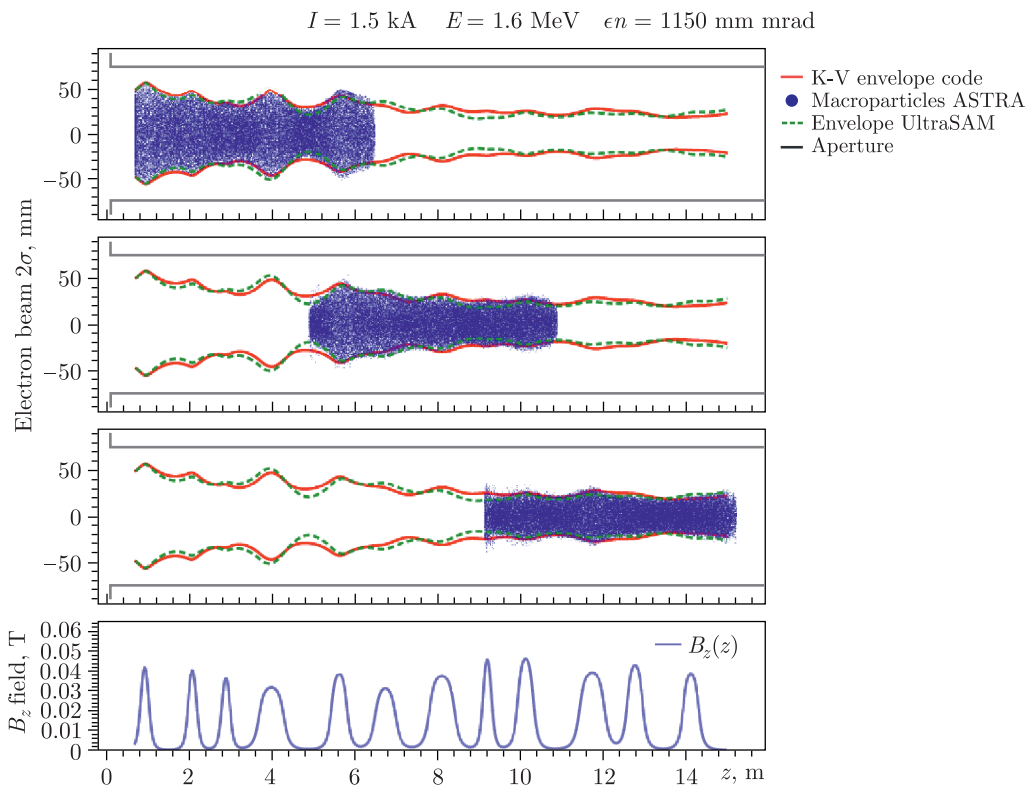 I = 1.5 kA E = 1.6 MeV ϵn = 1150 mm mrad
K-V envelope code
Macroparticles ASTRA
Envelope UltraSAM
Aperture
Electron beam 2σ, mm
50
0
−50
50
0
−50
50
0
−50
B_z field, T
0.06
0.05
0.04
0.03
0.02
0.01
0
B_z(z)
0 2 4 6 8 10 12 14 z, m